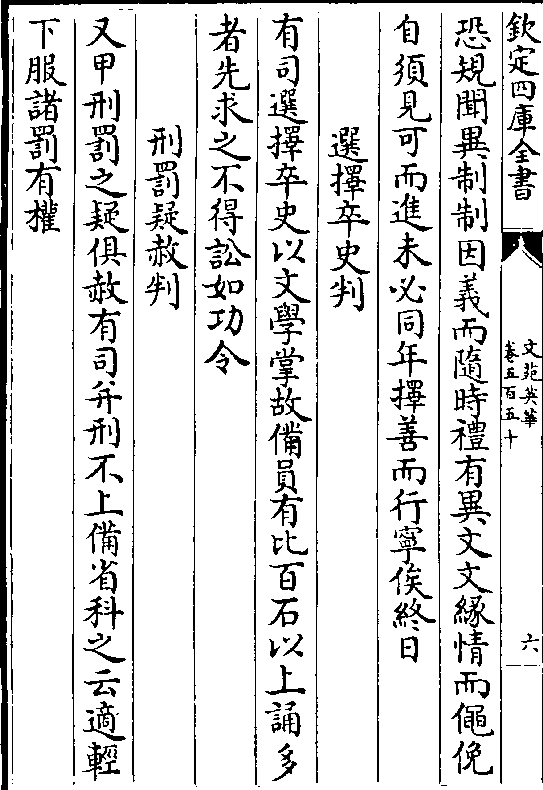 欽定四庫全書
文苑英華
卷五百五十
六
恐規聞異制制因義而隨時禮有異文文緣情而僶俛
自須見可而進未必同年擇善而行寧俟終日
選擇卒史判
有司選擇卒史以文學掌故備員有比百石以上誦多
者先求之不得訟如功令
刑罰疑赦判
又甲刑罰之疑俱赦有司弁刑不上備省科之云適輕
下服諸罰有權